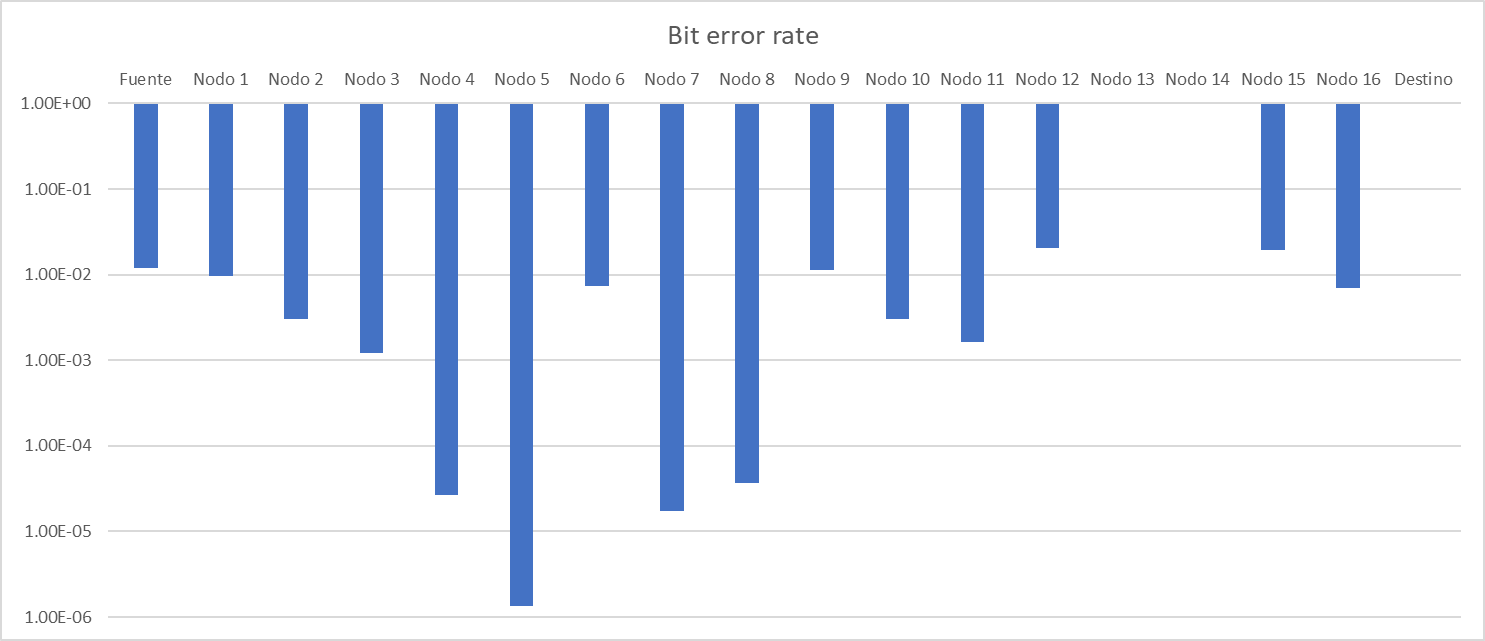 Bit error rate
Fuente Nodo 1 Nodo 2 Nodo 3 Nodo 4 Nodo 5 Nodo 6 Nodo 7 Nodo 8 Nodo 9 Nodo 10 Nodo 11 Nodo 12 Nodo 13 Nodo 14 Nodo 15 Nodo 16 Destino
1.00E+00
1.00E-01
1.00E-02
1.00E-03
1.00E-04
1.00E-05
1.00E-06